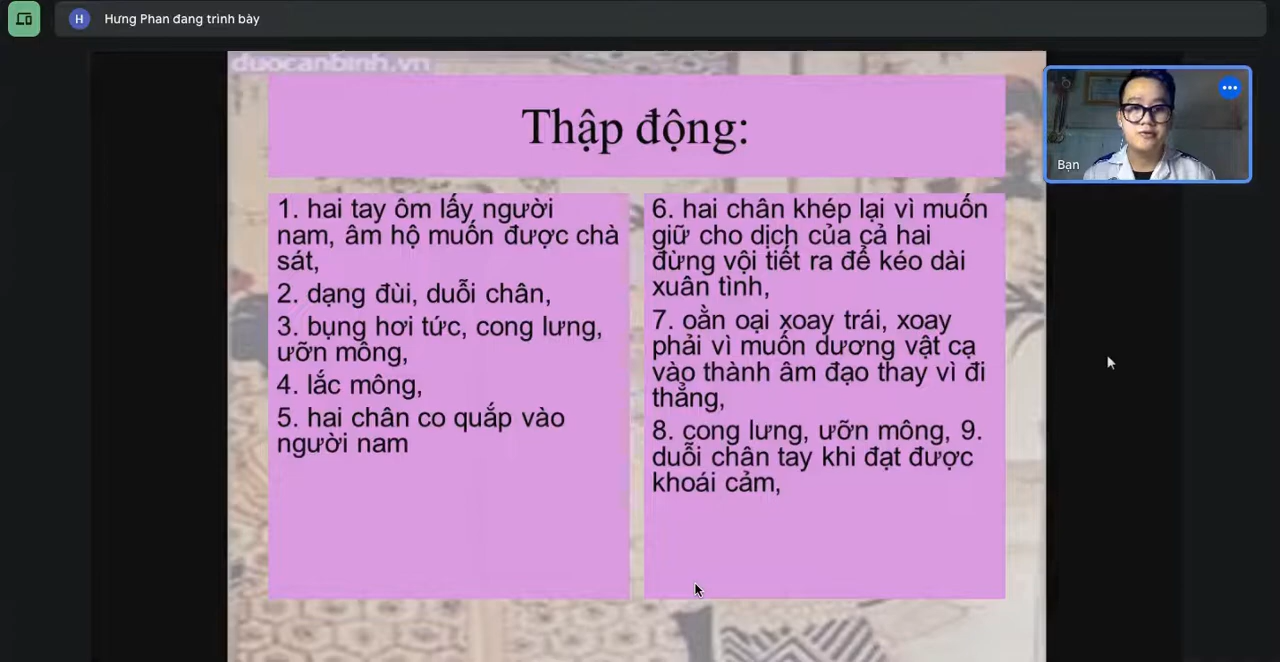 H
Hưng Phan đang trình bày
duocanbinh.vn
Thập động:
Bạn
1. hai tay ôm lấy người
nam, âm hộ muốn được chà
sát,
2. dạng đùi, duỗi chân,
3. bụng hơi tức, cong lưng,
ưỡn mông,
4. lắc mông,
5. hai chân co quắp vào
người nam
6. hai chân khép lại vì muốn
giữ cho dịch của cả hai
đừng vội tiết ra để kéo dài
xuân tình,
7. oằn oại xoay trái, xoay
phải vì muốn dương vật cạ
vào thành âm đạo thay vì đi
thẳng,
8. cong lưng, ưỡn mông, 9.
duỗi chân tay khi đạt được
khoái cảm,